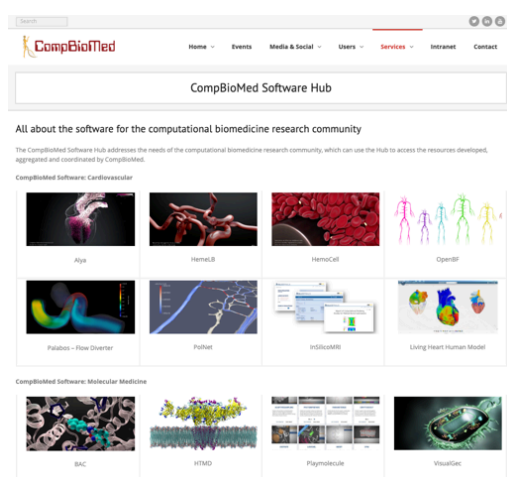 Search
CompBioMed
Home Events Media & Social Users Services Intranet Contact
CompBioMed Software Hub
All about the software for the computational biomedicine research community
The CompBioMed Software Hub addresses the needs of the computational biomedicine research community, which can use the Hub to access the resources developed,
aggregated and coordinated by CompBioMed.
CompBioMed Software: Cardiovascular
Alya HemeLB HemoCell OpenBF
Palabos – Flow Diverter PolNet InSilicoMRI Living Heart Human Model
CompBioMed Software: Molecular Medicine
BAC HTMD Playmolecule VisualGec